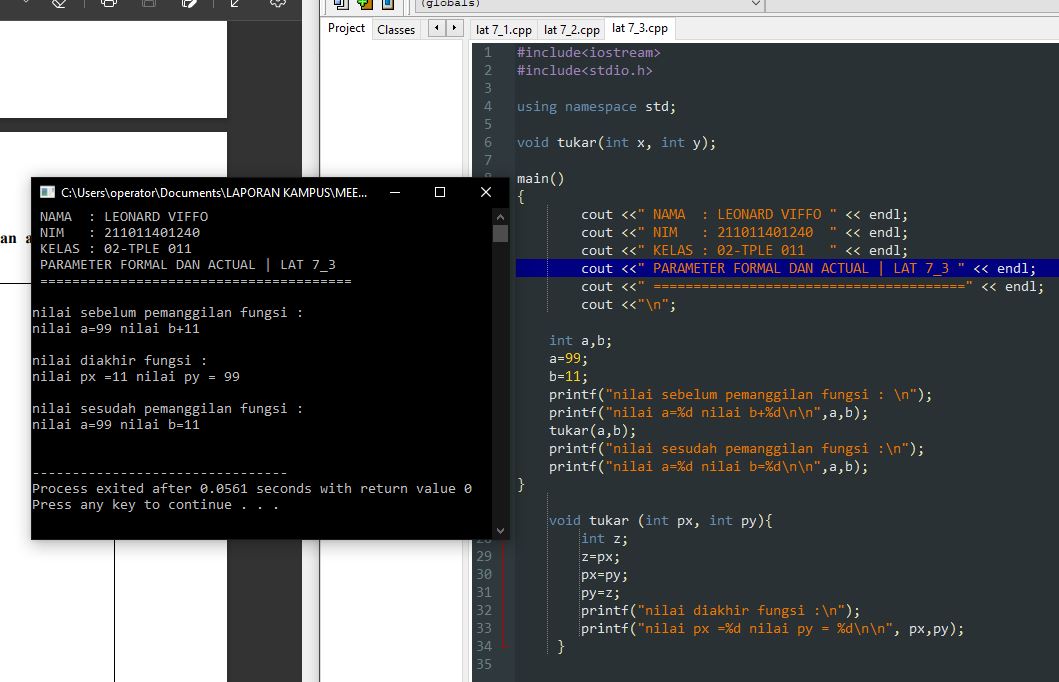 (globals)
Project Classes
lat 7_1.cpp lat 7_2.cpp lat 7_3.cpp
1 #include<iostream>
2 #include<stdio.h>
3
4 using namespace std;
5
6 void tukar(int x, int y);
7
main()
{
cout <<" NAMA  : LEONARD VIFFO " << endl;
cout <<" NIM   : 211011401240  " << endl;
cout <<" KELAS : 02-TPLE 011   " << endl;
cout <<" PARAMETER FORMAL DAN ACTUAL | LAT 7_3 " << endl;
cout <<" =======================================" << endl;
cout <<"\n";
int a,b;
a=99;
b=11;
printf("nilai sebelum pemanggilan fungsi : \n");
printf("nilai a=%d nilai b+%d\n\n",a,b);
tukar(a,b);
printf("nilai sesudah pemanggilan fungsi :\n");
printf("nilai a=%d nilai b=%d\n\n",a,b);
}
void tukar (int px, int py){
28 int z;
29 z=px;
30 px=py;
31 py=z;
32 printf("nilai diakhir fungsi :\n");
33 printf("nilai px =%d nilai py = %d\n\n", px,py);
34 }
35
C:\Users\operator\Documents\LAPORAN KAMPUS\MEE...
NAMA  : LEONARD VIFFO
NIM   : 211011401240
KELAS : 02-TPLE 011
PARAMETER FORMAL DAN ACTUAL | LAT 7_3
=======================================
nilai sebelum pemanggilan fungsi :
nilai a=99 nilai b+11
nilai diakhir fungsi :
nilai px =11 nilai py = 99
nilai sesudah pemanggilan fungsi :
nilai a=99 nilai b=11
--------------------------------
Process exited after 0.0561 seconds with return value 0
Press any key to continue . . .
an